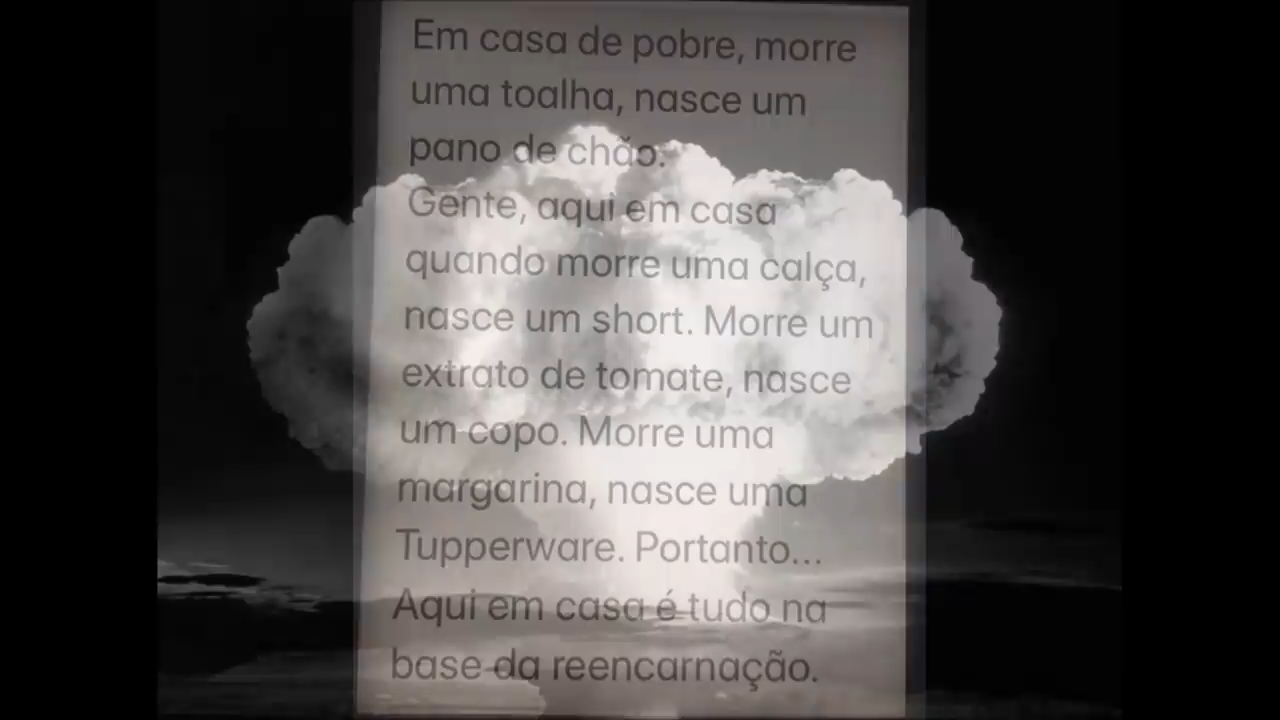 Em casa de pobre, morre
uma toalha, nasce um
pano de chão.
Gente, aqui em casa
quando morre uma calça,
nasce um short. Morre um
extrato de tomate, nasce
um copo. Morre uma
margarina, nasce uma
Tupperware. Portanto...
Aqui em casa é tudo na
base da reencarnação.